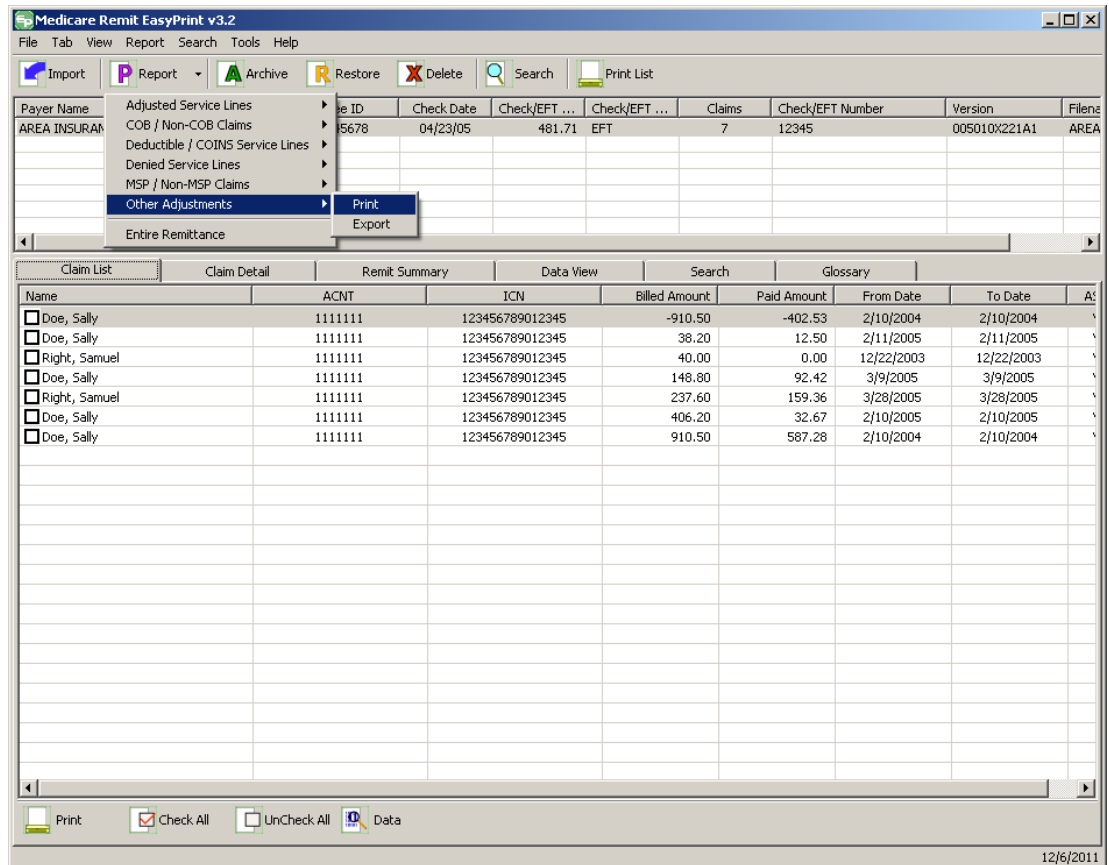 Medicare Remit EasyPrint v3.2
File Tab View Report Search Tools Help
Import P Report A Archive R Restore X Delete Search Print List
Payer Name ee ID Check Date Check/EFT ... Check/EFT ... Claims Check/EFT Number Version Filena
AREA INSURAN 45678 04/23/05 481.71 EFT 7 12345 005010X221A1 AREA
Adjusted Service Lines
COB / Non-COB Claims
Deductible / COINS Service Lines
Denied Service Lines
MSP / Non-MSP Claims
Other Adjustments Print
Export
Entire Remittance
Claim List Claim Detail Remit Summary Data View Search Glossary
Name ACNT ICN Billed Amount Paid Amount From Date To Date AS
Doe, Sally 1111111 123456789012345 -910.50 -402.53 2/10/2004 2/10/2004
Doe, Sally 1111111 123456789012345 38.20 12.50 2/11/2005 2/11/2005
Right, Samuel 1111111 123456789012345 40.00 0.00 12/22/2003 12/22/2003
Doe, Sally 1111111 123456789012345 148.80 92.42 3/9/2005 3/9/2005
Right, Samuel 1111111 123456789012345 237.60 159.36 3/28/2005 3/28/2005
Doe, Sally 1111111 123456789012345 406.20 32.67 2/10/2005 2/10/2005
Doe, Sally 1111111 123456789012345 910.50 587.28 2/10/2004 2/10/2004
Print Check All UnCheck All Data
12/6/2011